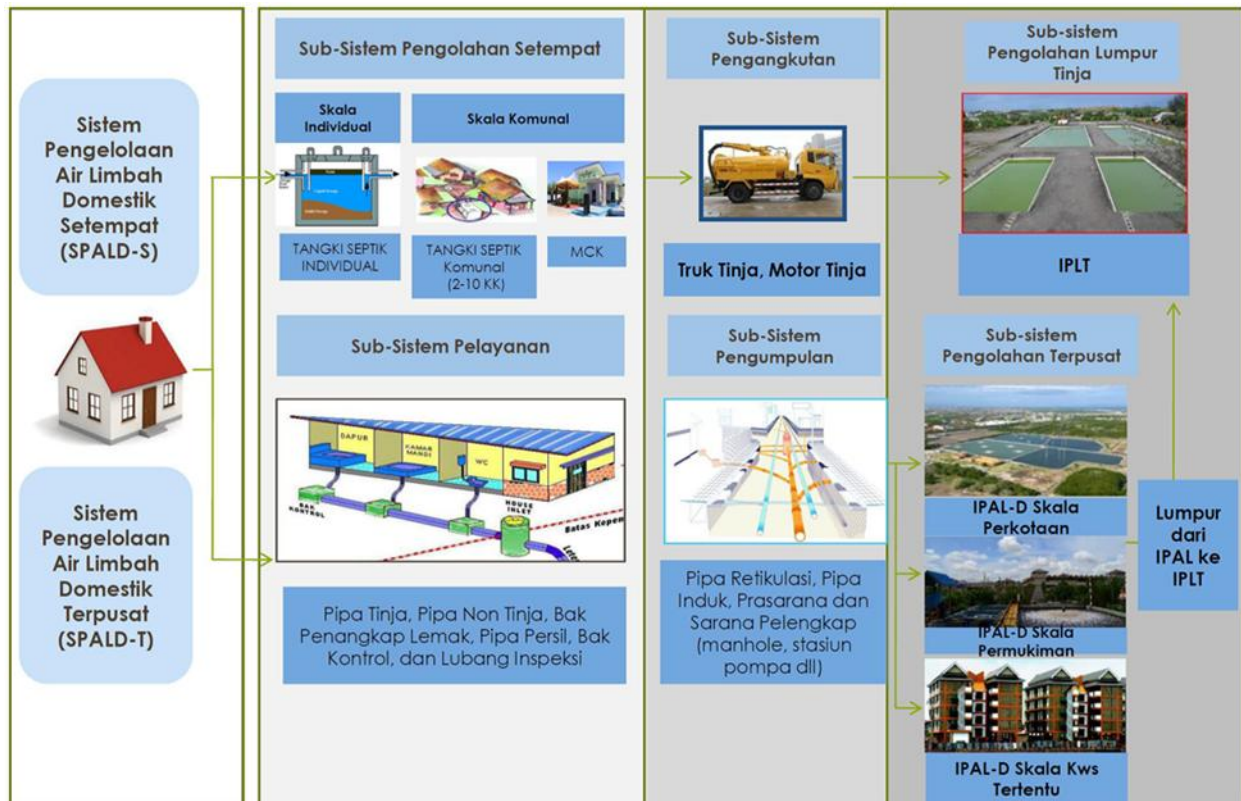 Sistem
Pengelolaan
Air Limbah
Domestik
Setempat
(SPALD-S)
Sistem
Pengelolaan
Air Limbah
Domestik
Terpusat
(SPALD-T)
Sub-Sistem Pengolahan Setempat
Skala
Individual
Skala Komunal
TANGKI SEPTIK
INDIVIDUAL
TANGKI SEPTIK
Komunal
(2-10 KK)
MCK
Sub-Sistem Pelayanan
DAPUR
KAMAR
MANDI
WC
BAK
KONTROL
HOUSE
INLET
Batas Kepem
Pipa Tinja, Pipa Non Tinja, Bak
Penangkap Lemak, Pipa Persil, Bak
Kontrol, dan Lubang Inspeksi
Sub-Sistem
Pengangkutan
Truk Tinja, Motor Tinja
Sub-Sistem
Pengumpulan
Pipa Retikulasi, Pipa
Induk, Prasarana dan
Sarana Pelengkap
(manhole, stasiun
pompa dll)
Sub-sistem
Pengolahan Lumpur
Tinja
IPLT
Sub-sistem
Pengolahan Terpusat
IPAL-D Skala
Perkotaan
IPAL-D Skala
Permukiman
IPAL-D Skala Kws
Tertentu
Lumpur
dari
IPAL ke
IPLT